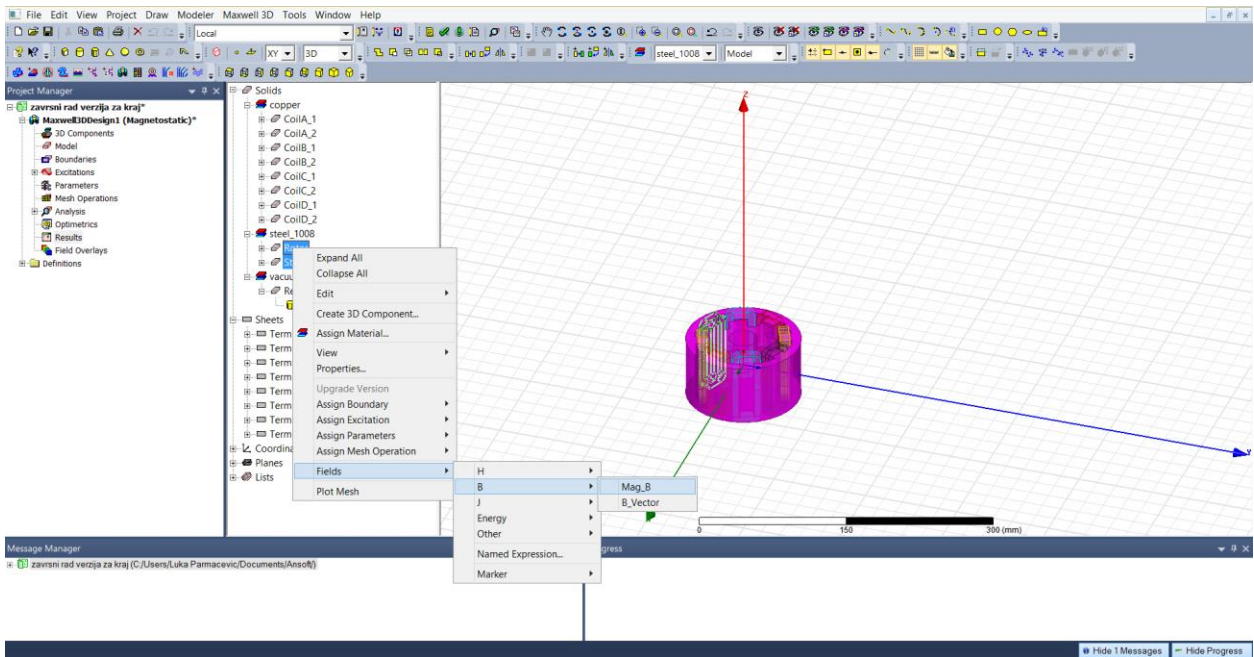 File Edit View Project Draw Modeler Maxwell 3D Tools Window Help
Local
XY
3D
steel_1008
Model
Project Manager
zavrsni rad verzija za kraj*
Maxwell3DDesign1 (Magnetostatic)*
3D Components
Model
Boundaries
Excitations
Parameters
Mesh Operations
Analysis
Optimetrics
Results
Field Overlays
Definitions
Solids
copper
CoilA_1
CoilA_2
CoilB_1
CoilB_2
CoilC_1
CoilC_2
CoilD_1
CoilD_2
steel_1008
vacuu
Re
Sheets
Term
Term
Term
Term
Term
Term
Term
Term
Coordina
Planes
Lists
Expand All
Collapse All
Edit
Create 3D Component...
Assign Material...
View
Properties...
Upgrade Version
Assign Boundary
Assign Excitation
Assign Parameters
Assign Mesh Operation
Fields
Plot Mesh
H
B
J
Energy
Other
Named Expression...
Marker
Mag_B
B_Vector
Z
Y
0
150
300 (mm)
Message Manager
zavrsni rad verzija za kraj (C:/Users/Luka Parmacevic/Documents/Ansoft/)
gress
Hide 1 Messages
Hide Progress